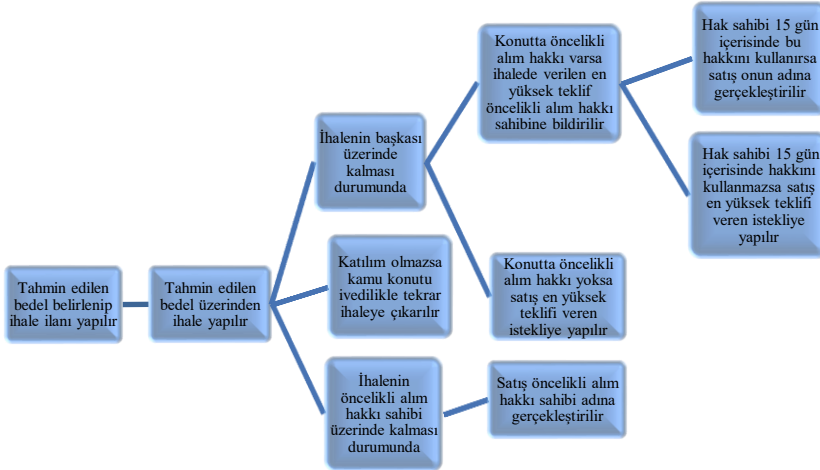 Tahmin edilen
bedel belirlenip
ihale ilanı yapılır
Tahmin edilen
bedel üzerinden
ihale yapılır
İhalenin başkası
üzerinde
kalması
durumunda
Konutta öncelikli
alım hakkı varsa
ihalede verilen en
yüksek teklif
öncelikli alım hakkı
sahibine bildirilir
Hak sahibi 15 gün
içerisinde bu
hakkını kullanırsa
satış onun adına
gerçekleştirilir
Hak sahibi 15 gün
içerisinde hakkını
kullanmazsa satış
en yüksek teklifi
veren istekliye
yapılır
Konutta öncelikli
alım hakkı yoksa
satış en yüksek
teklifi veren
istekliye yapılır
Katılım olmazsa
kamu konutu
ivedilikle tekrar
ihaleye çıkarılır
İhalenin
öncelikli alım
hakkı sahibi
üzerinde kalması
durumunda
Satış öncelikli alım
hakkı sahibi adına
gerçekleştirilir